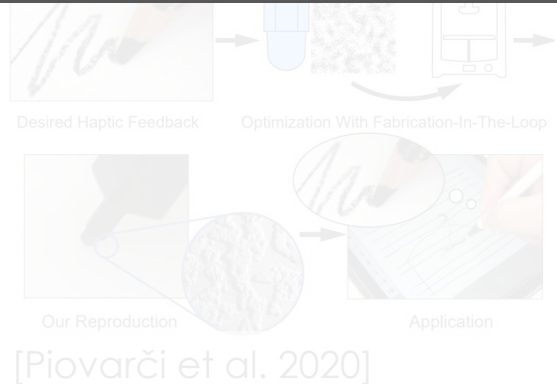 Desired Haptic Feedback
Optimization With Fabrication-In-The-Loop
Our Reproduction
Application
[Piovarči et al. 2020]